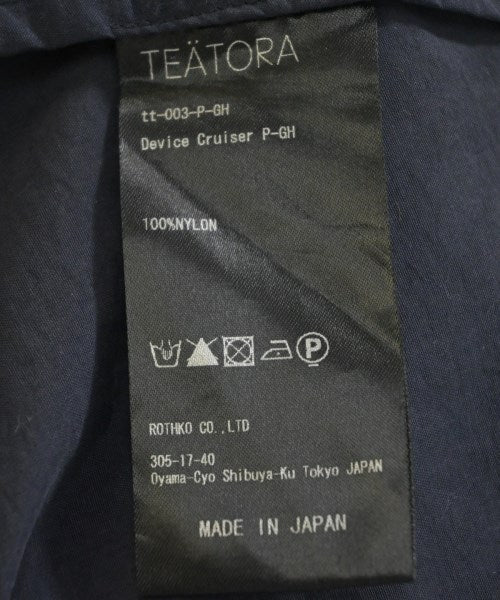 TEÄTORA
tt-003-P-GH
Device Cruiser P-GH
100%NYLON
P
ROTHKO CO.,LTD
305-17-40
Oyama-Cyo Shibuya-Ku Tokyo JAPAN
MADE IN JAPAN